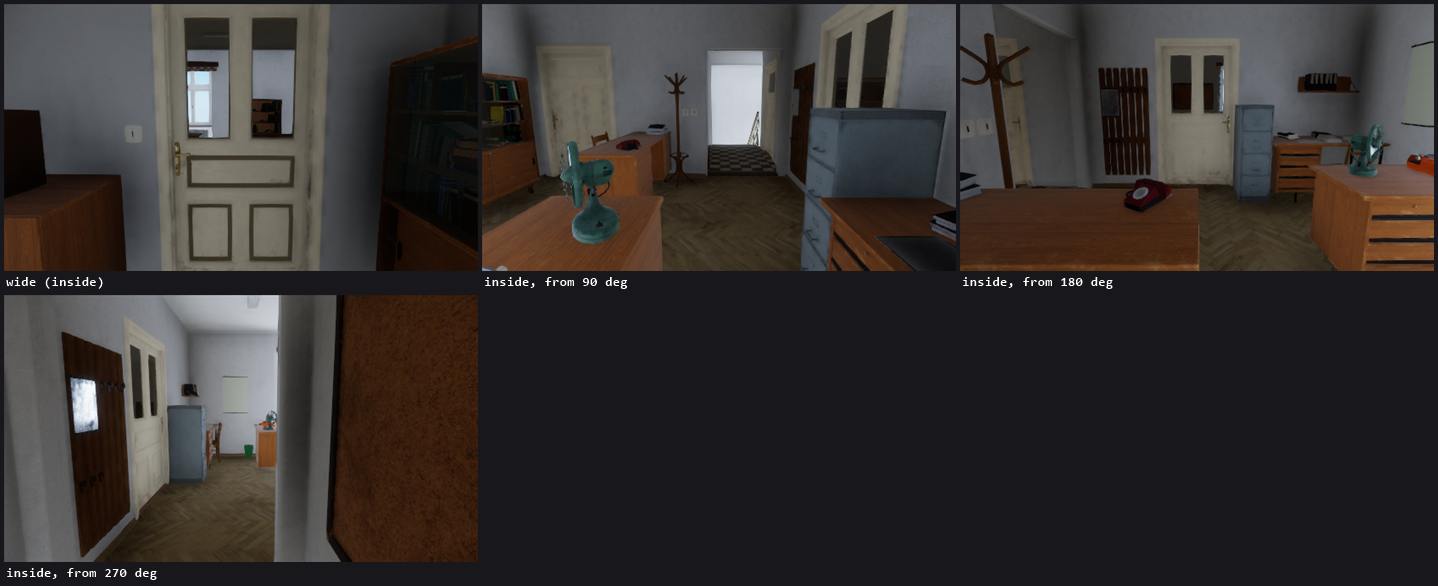 wide (inside)
inside, from 90 deg
inside, from 180 deg
inside, from 270 deg